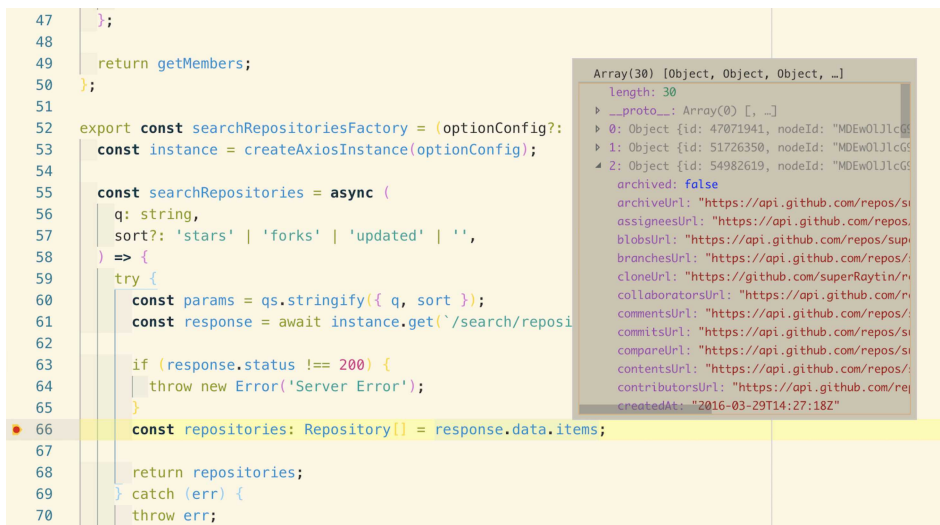 47 };
48
49 return getMembers;
50 };
51
52 export const searchRepositoriesFactory = (optionConfig?:
53 const instance = createAxiosInstance(optionConfig);
54
55 const searchRepositories = async (
56 q: string,
57 sort?: 'stars' | 'forks' | 'updated' | '',
58 ) => {
59 try {
60 const params = qs.stringify({ q, sort });
61 const response = await instance.get(`/search/reposi
62
63 if (response.status !== 200) {
64 throw new Error('Server Error');
65 }
66 const repositories: Repository[] = response.data.items;
67
68 return repositories;
69 } catch (err) {
70 throw err;
Array(30) [Object, Object, Object, …]
length: 30
__proto__: Array(0) [, …]
0: Object {id: 47071941, nodeId: "MDEwOlJlcG9
1: Object {id: 51726350, nodeId: "MDEwOlJlcG9
2: Object {id: 54982619, nodeId: "MDEwOlJlcG9
archived: false
archiveUrl: "https://api.github.com/repos/su
assigneesUrl: "https://api.github.com/repos/
blobsUrl: "https://api.github.com/repos/supe
branchesUrl: "https://api.github.com/repos/s
cloneUrl: "https://github.com/superRaytin/re
collaboratorsUrl: "https://api.github.com/re
commentsUrl: "https://api.github.com/repos/s
commitsUrl: "https://api.github.com/repos/su
compareUrl: "https://api.github.com/repos/su
contentsUrl: "https://api.github.com/repos/s
contributorsUrl: "https://api.github.com/rep
createdAt: "2016-03-29T14:27:18Z"